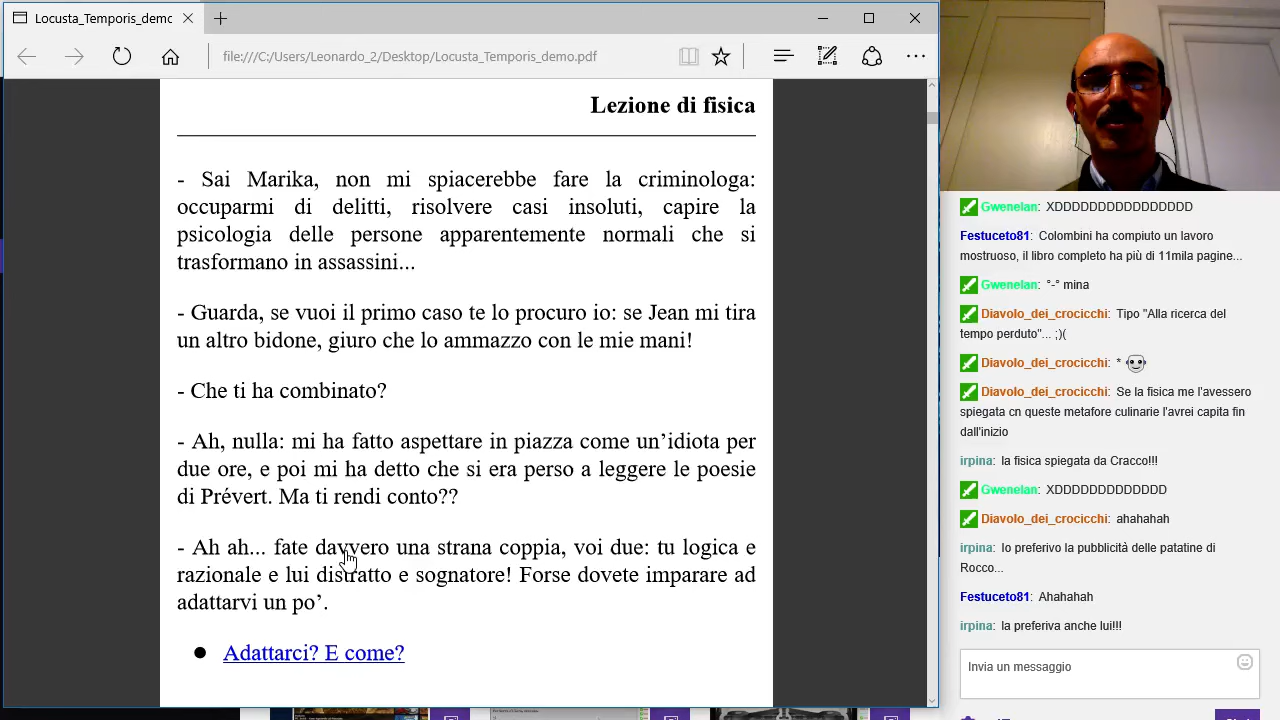 Locusta_Temporis_demo
file:///C:/Users/Leonardo_2/Desktop/Locusta_Temporis_demo.pdf
Lezione di fisica
- Sai Marika, non mi spiacerebbe fare la criminologa:
occuparmi di delitti, risolvere casi insoluti, capire la
psicologia delle persone apparentemente normali che si
trasformano in assassini...
- Guarda, se vuoi il primo caso te lo procuro io: se Jean mi tira
un altro bidone, giuro che lo ammazzo con le mie mani!
- Che ti ha combinato?
- Ah, nulla: mi ha fatto aspettare in piazza come un’idiota per
due ore, e poi mi ha detto che si era perso a leggere le poesie
di Prévert. Ma ti rendi conto??
- Ah ah... fate davvero una strana coppia, voi due: tu logica e
razionale e lui distratto e sognatore! Forse dovete imparare ad
adattarvi un po’.
Adattarci? E come?
Gwenelan: XDDDDDDDDDDDDDDDDD
Festuceto81: Colombini ha compiuto un lavoro
mostruoso, il libro completo ha più di 11mila pagine...
Gwenelan: °-° mina
Diavolo_dei_crocicchi: Tipo "Alla ricerca del
tempo perduto"... ;)(
Diavolo_dei_crocicchi: *
Diavolo_dei_crocicchi: Se la fisica me l'avessero
spiegata cn queste metafore culinarie l'avrei capita fin
dall'inizio
irpina: la fisica spiegata da Cracco!!!
Gwenelan: XDDDDDDDDDDDDD
Diavolo_dei_crocicchi: ahahahah
irpina: Io preferivo la pubblicità delle patatine di
Rocco...
Festuceto81: Ahahahah
irpina: la preferiva anche lui!!!
Invia un messaggio